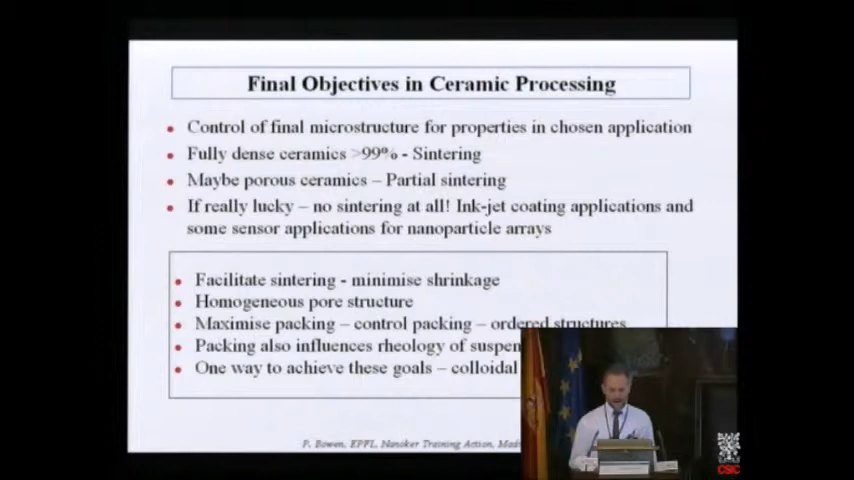 Final Objectives in Ceramic Processing
• Control of final microstructure for properties in chosen application
• Fully dense ceramics >99% - Sintering
• Maybe porous ceramics – Partial sintering
• If really lucky – no sintering at all! Ink-jet coating applications and
some sensor applications for nanoparticle arrays
• Facilitate sintering - minimise shrinkage
• Homogeneous pore structure
• Maximise packing – control packing – ordered structures
• Packing also influences rheology of suspen
• One way to achieve these goals – colloidal
P. Bowen, EPFL, Nanoker Training Action, Mad
CSIC